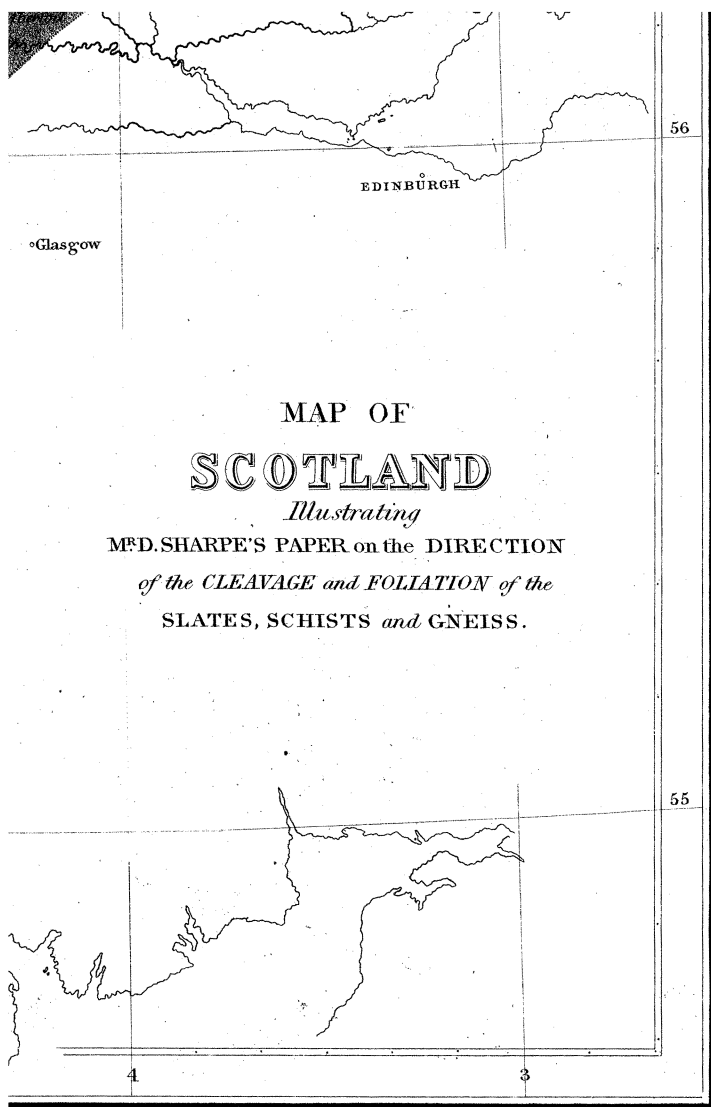 56
EDINBURGH
Glasgow
MAP OF
SCOTLAND
Illustrating
MR. D. SHARPE'S PAPER on the DIRECTION
of the CLEAVAGE and FOLIATION of the
SLATES, SCHISTS and GNEISS.
55
4 3